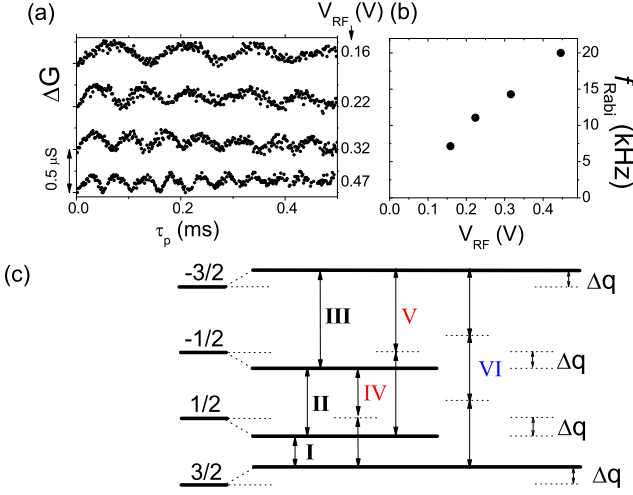 (a)
V_RF (V)
(b)
0.16
0.22
0.32
0.47
ΔG
0.5 μS
0.0
0.2
0.4
τ_p (ms)
20
15
10
5
0
f_Rabi (kHz)
0.0
0.1
0.2
0.3
0.4
V_RF (V)
(c)
-3/2
Δq
III
V
-1/2
Δq
VI
1/2
II
IV
Δq
I
3/2
Δq